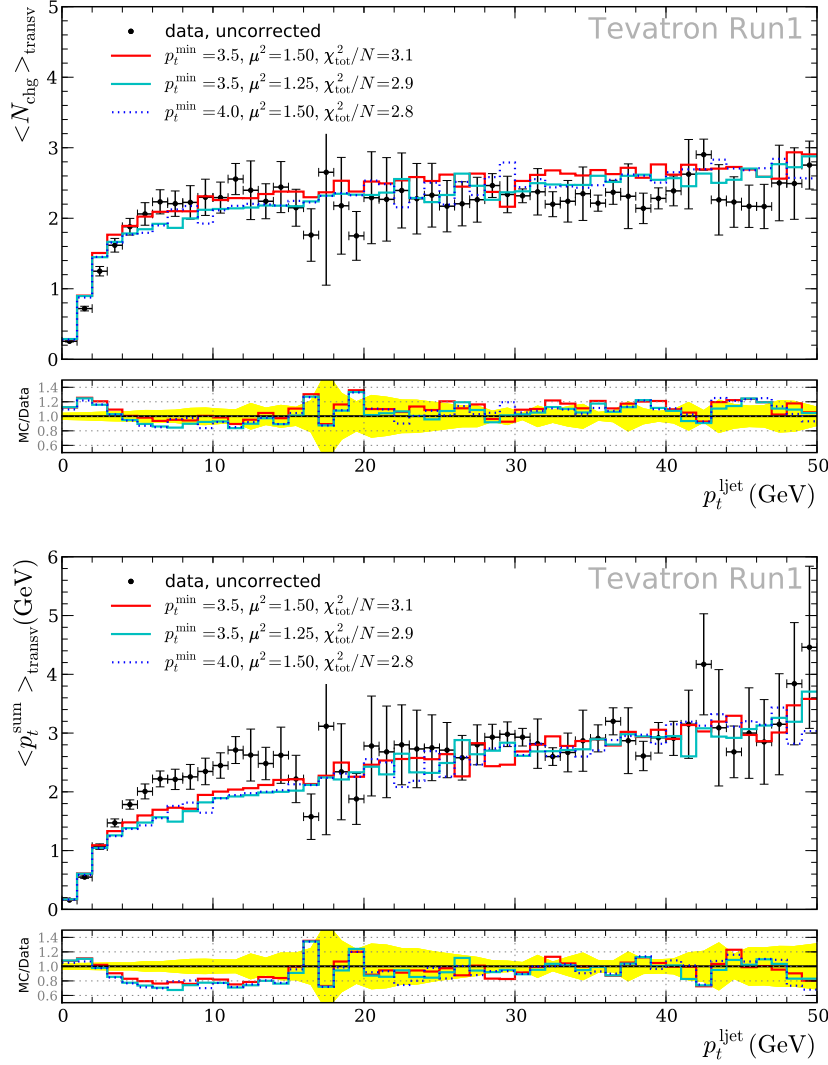 5
4
3
2
1
0
<N_chg>_transv
Tevatron Run1
data, uncorrected
p_t^min=3.5, μ²=1.50, χ²_tot/N=3.1
p_t^min=3.5, μ²=1.25, χ²_tot/N=2.9
p_t^min=4.0, μ²=1.50, χ²_tot/N=2.8
MC/Data
1.4
1.2
1.0
0.8
0.6
0 10 20 30 40 50
p_t^ljet (GeV)
6
5
4
3
2
1
0
<p_t^sum>_transv(GeV)
Tevatron Run1
data, uncorrected
p_t^min=3.5, μ²=1.50, χ²_tot/N=3.1
p_t^min=3.5, μ²=1.25, χ²_tot/N=2.9
p_t^min=4.0, μ²=1.50, χ²_tot/N=2.8
MC/Data
1.4
1.2
1.0
0.8
0.6
0 10 20 30 40 50
p_t^ljet (GeV)